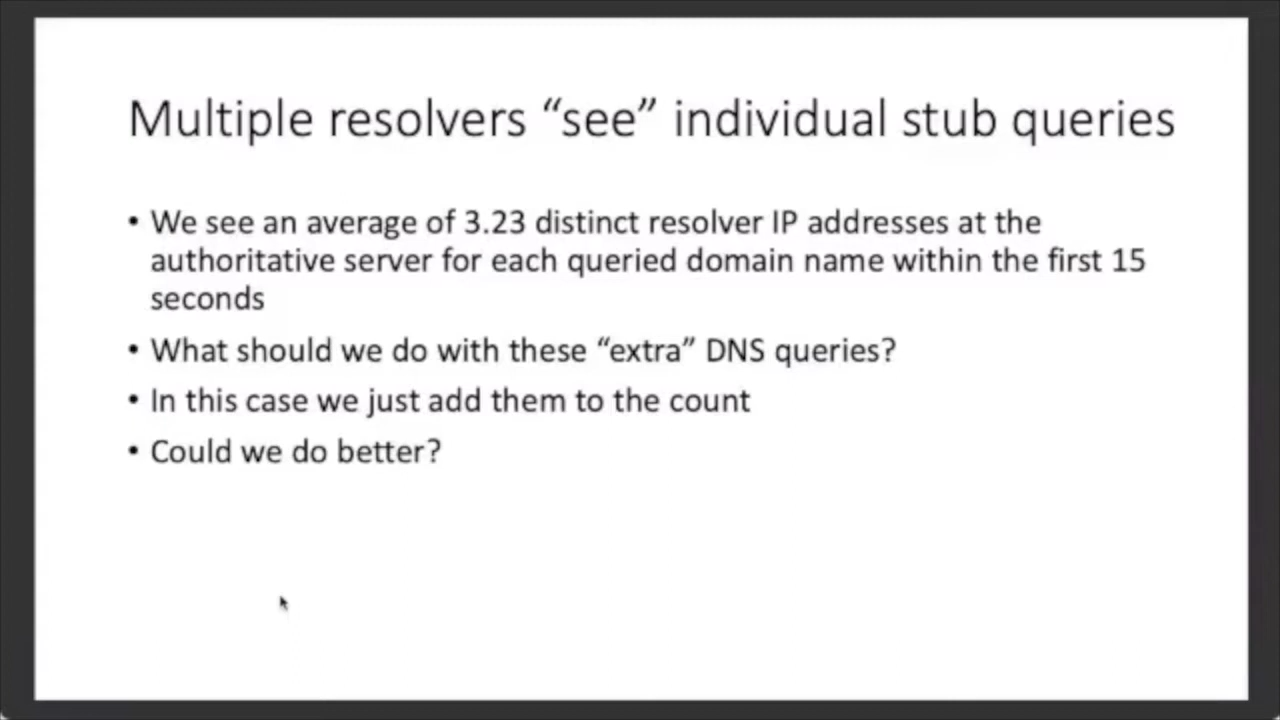 Multiple resolvers “see” individual stub queries
• We see an average of 3.23 distinct resolver IP addresses at the
authoritative server for each queried domain name within the first 15
seconds
• What should we do with these “extra” DNS queries?
• In this case we just add them to the count
• Could we do better?